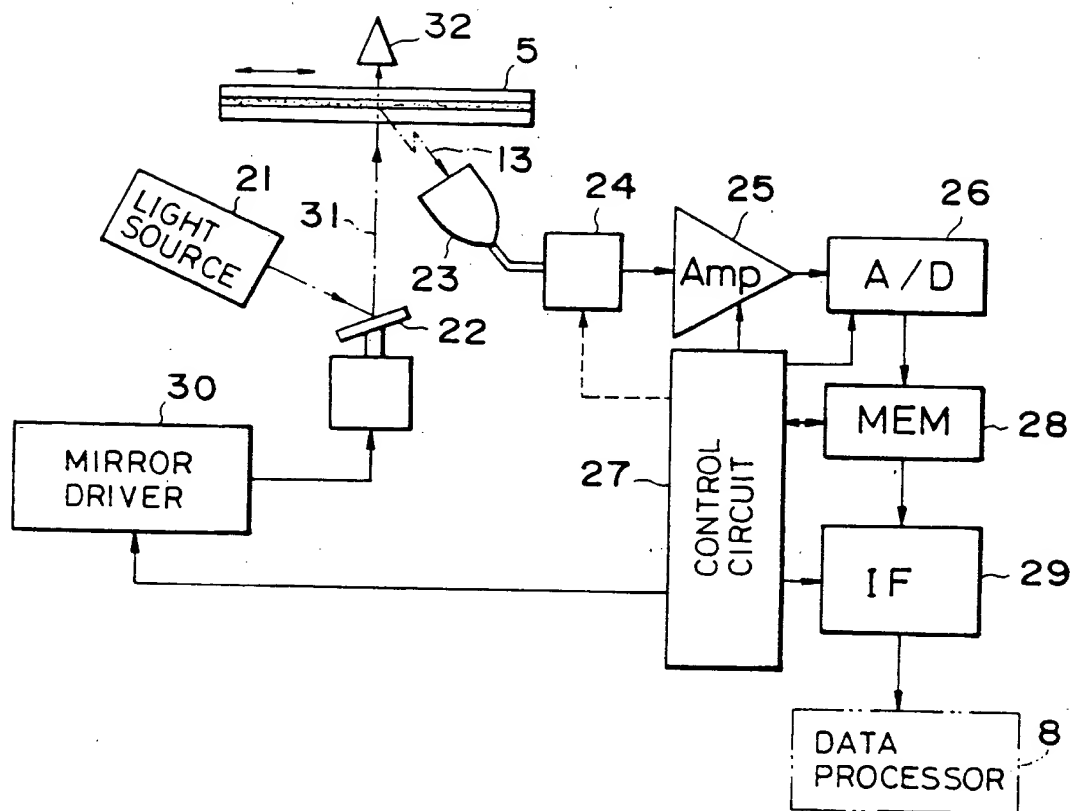 32
5
13
21
LIGHT
SOURCE
31
23
24
25
26
Amp
A/D
22
30
MIRROR
DRIVER
MEM
28
27
CONTROL
CIRCUIT
IF
29
DATA
PROCESSOR
8